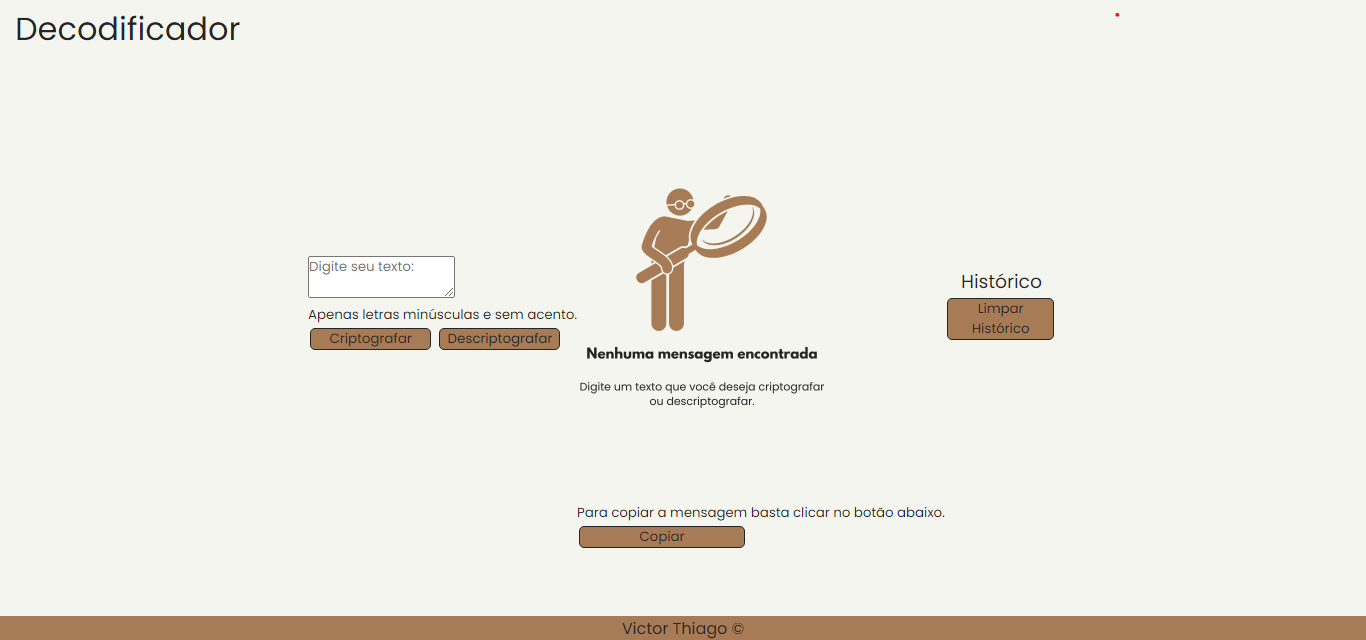 Decodificador
Digite seu texto:
Apenas letras minúsculas e sem acento.
Criptografar
Descriptografar
Nenhuma mensagem encontrada
Digite um texto que você deseja criptografar
ou descriptografar.
Para copiar a mensagem basta clicar no botão abaixo.
Copiar
Histórico
Limpar
Histórico
Victor Thiago ©